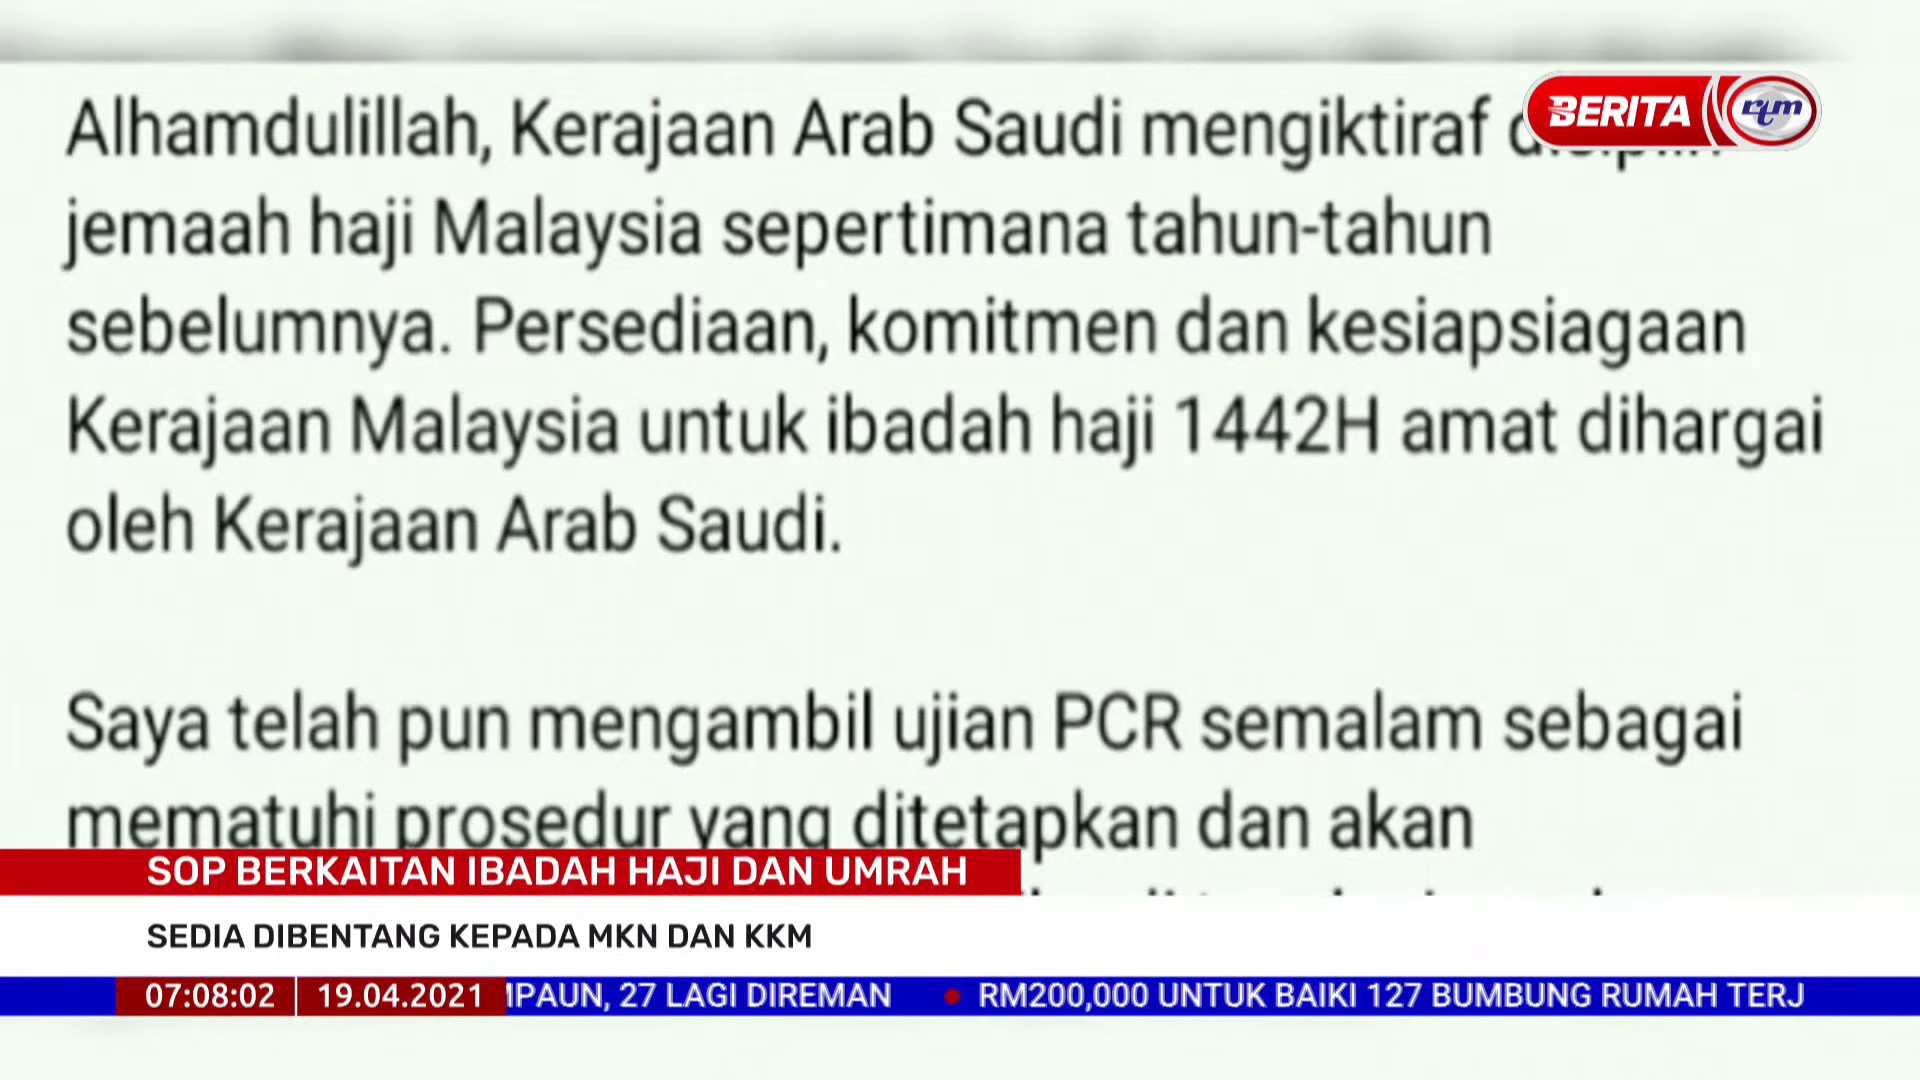 Alhamdulillah, Kerajaan Arab Saudi mengiktiraf
BERITA rtm
jemaah haji Malaysia sepertimana tahun-tahun
sebelumnya. Persediaan, komitmen dan kesiapsiagaan
Kerajaan Malaysia untuk ibadah haji 1442H amat dihargai
oleh Kerajaan Arab Saudi.
Saya telah pun mengambil ujian PCR semalam sebagai
mematuhi prosedur yang ditetapkan dan akan
SOP BERKAITAN IBADAH HAJI DAN UMRAH
SEDIA DIBENTANG KEPADA MKN DAN KKM
07:08:02 19.04.2021 MPAUN, 27 LAGI DIREMAN • RM200,000 UNTUK BAIKI 127 BUMBUNG RUMAH TERJ